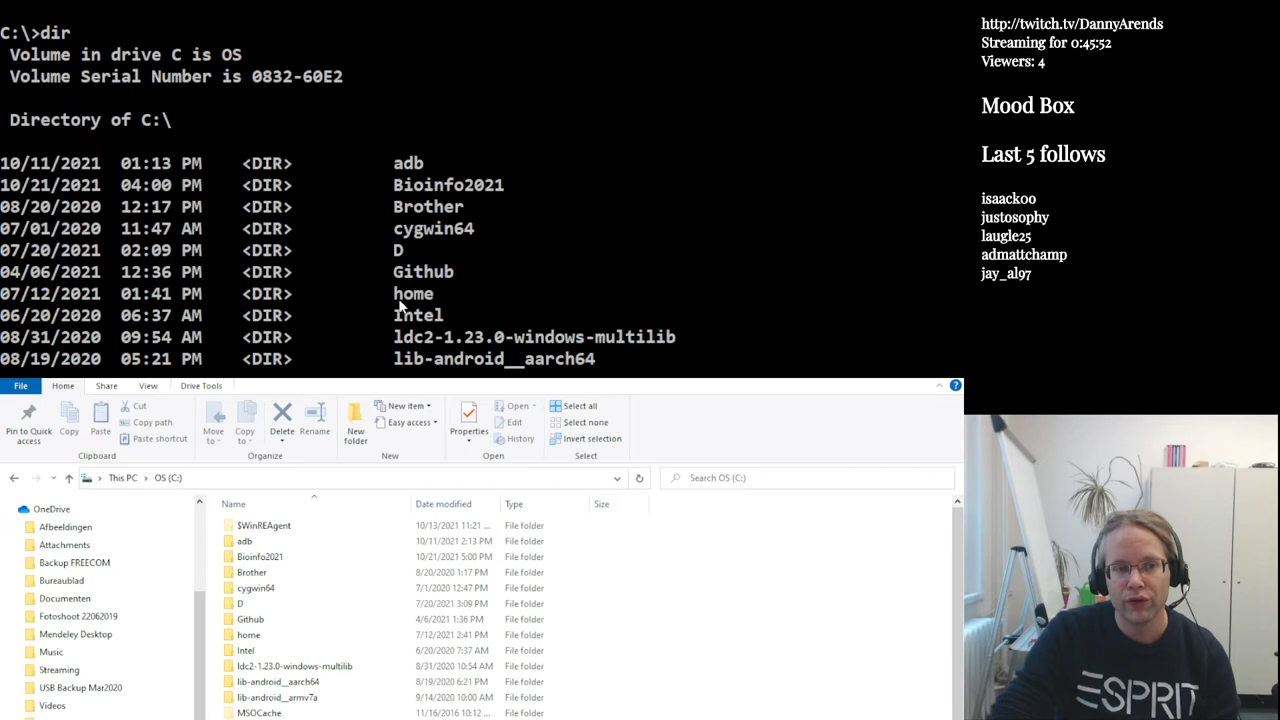 C:\>dir
Volume in drive C is OS
Volume Serial Number is 0832-60E2
Directory of C:\
10/11/2021 01:13 PM <DIR> adb
10/21/2021 04:00 PM <DIR> Bioinfo2021
08/20/2020 12:17 PM <DIR> Brother
07/01/2020 11:47 AM <DIR> cygwin64
07/20/2021 02:09 PM <DIR> D
04/06/2021 12:36 PM <DIR> Github
07/12/2021 01:41 PM <DIR> home
06/20/2020 06:37 AM <DIR> Intel
08/31/2020 09:54 AM <DIR> ldc2-1.23.0-windows-multilib
08/19/2020 05:21 PM <DIR> lib-android__aarch64
http://twitch.tv/DannyArends
Streaming for 0:45:52
Viewers: 4
Mood Box
Last 5 follows
isaack00
justosophy
laugle25
admattchamp
jay_al97
File Home Share View Drive Tools
Pin to Quick access
Copy
Paste
Cut
Copy path
Paste shortcut
Clipboard
Move to
Copy to
Delete
Rename
Organize
New folder
New item
Easy access
New
Properties
Open
Edit
History
Open
Select all
Select none
Invert selection
Select
This PC > OS (C:)
Search OS (C:)
OneDrive
Afbeeldingen
Attachments
Backup FREECOM
Bureaublad
Documenten
Fotoshoot 22062019
Mendeley Desktop
Music
Streaming
USB Backup Mar2020
Videos
Name Date modified Type Size
$WinREAgent 10/13/2021 11:21 ... File folder
adb 10/11/2021 2:13 PM File folder
Bioinfo2021 10/21/2021 5:00 PM File folder
Brother 8/20/2020 1:17 PM File folder
cygwin64 7/1/2020 12:47 PM File folder
D 7/20/2021 3:09 PM File folder
Github 4/6/2021 1:36 PM File folder
home 7/12/2021 2:41 PM File folder
Intel 6/20/2020 7:37 AM File folder
ldc2-1.23.0-windows-multilib 8/31/2020 10:54 AM File folder
lib-android__aarch64 8/19/2020 6:21 PM File folder
lib-android__armv7a 9/14/2020 10:00 AM File folder
MSOCache 11/16/2016 10:12 ... File folder
ESPRIT